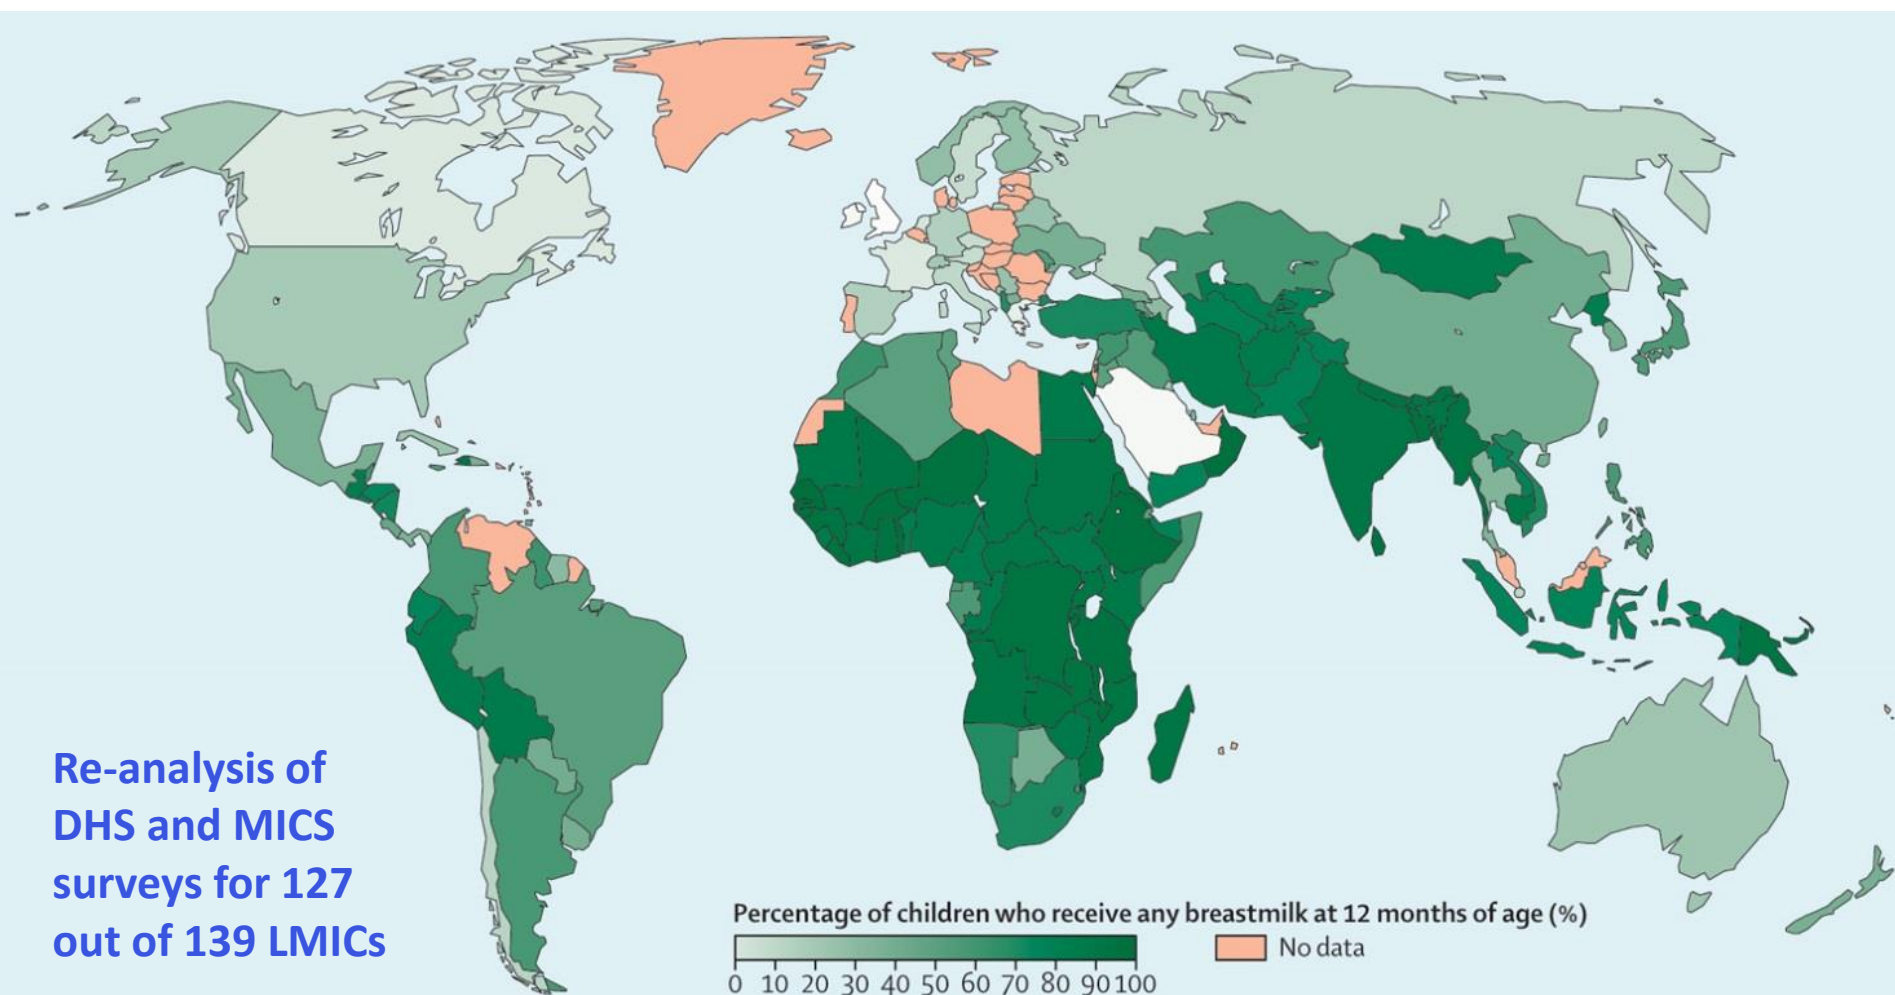 Re-analysis of
DHS and MICS
surveys for 127
out of 139 LMICs
Percentage of children who receive any breastmilk at 12 months of age (%)
No data
0 10 20 30 40 50 60 70 80 90 100